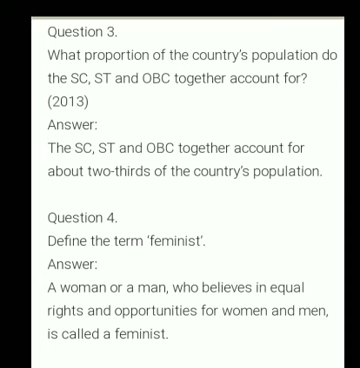 Question 3.
What proportion of the country's population do
the SC, ST and OBC together account for?
(2013)
Answer:
The SC, ST and OBC together account for
about two-thirds of the country's population.
Question 4.
Define the term ‘feminist‘.
Answer:
A woman or a man, who believes in equal
rights and opportunities for women and men,
is called a feminist.